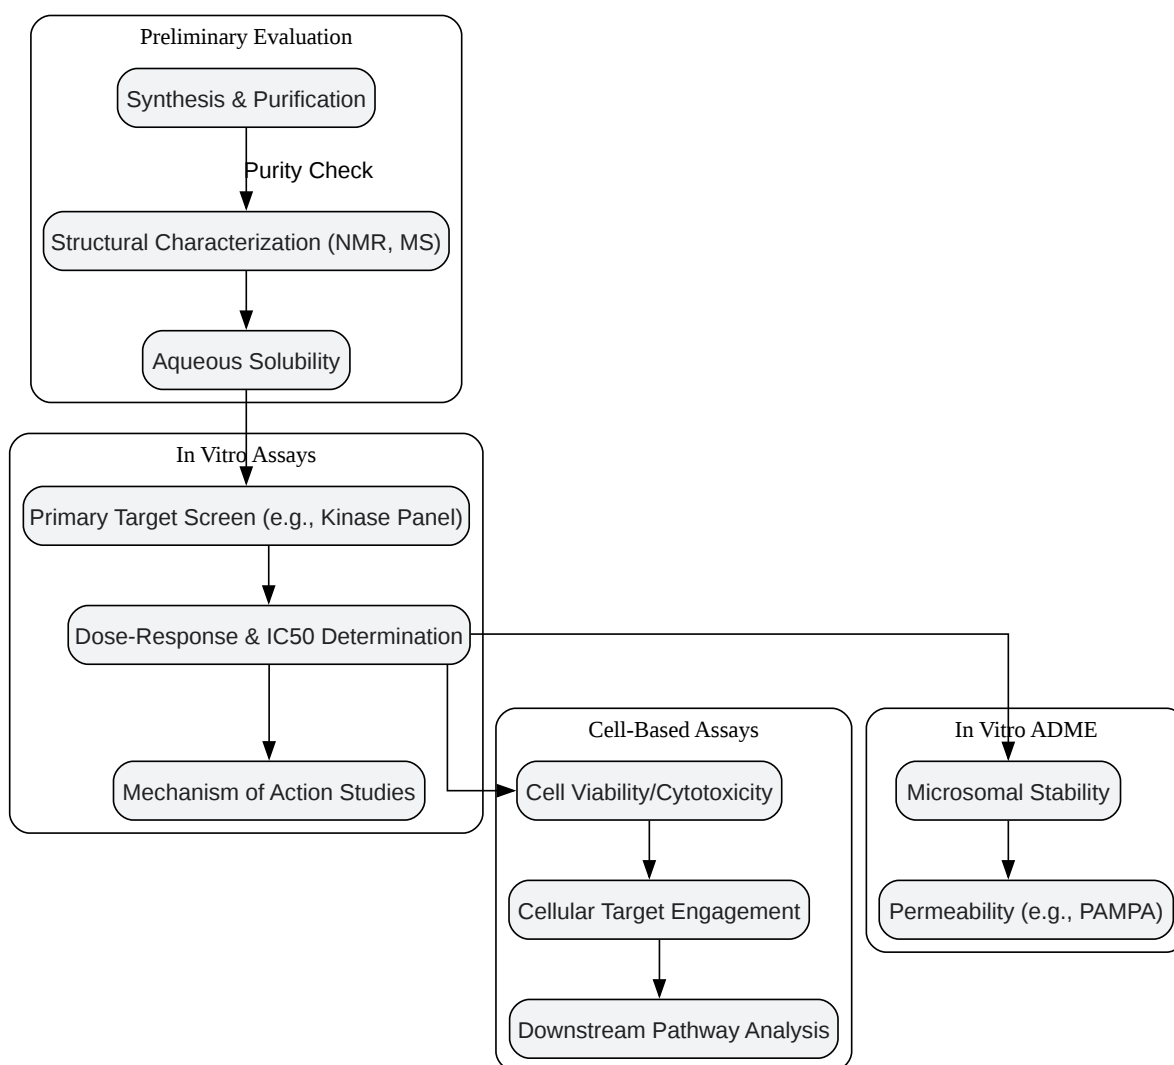 Preliminary Evaluation
Synthesis & Purification
Purity Check
Structural Characterization (NMR, MS)
Aqueous Solubility
In Vitro Assays
Primary Target Screen (e.g., Kinase Panel)
Dose-Response & IC50 Determination
Mechanism of Action Studies
Cell-Based Assays
Cell Viability/Cytotoxicity
Cellular Target Engagement
Downstream Pathway Analysis
In Vitro ADME
Microsomal Stability
Permeability (e.g., PAMPA)